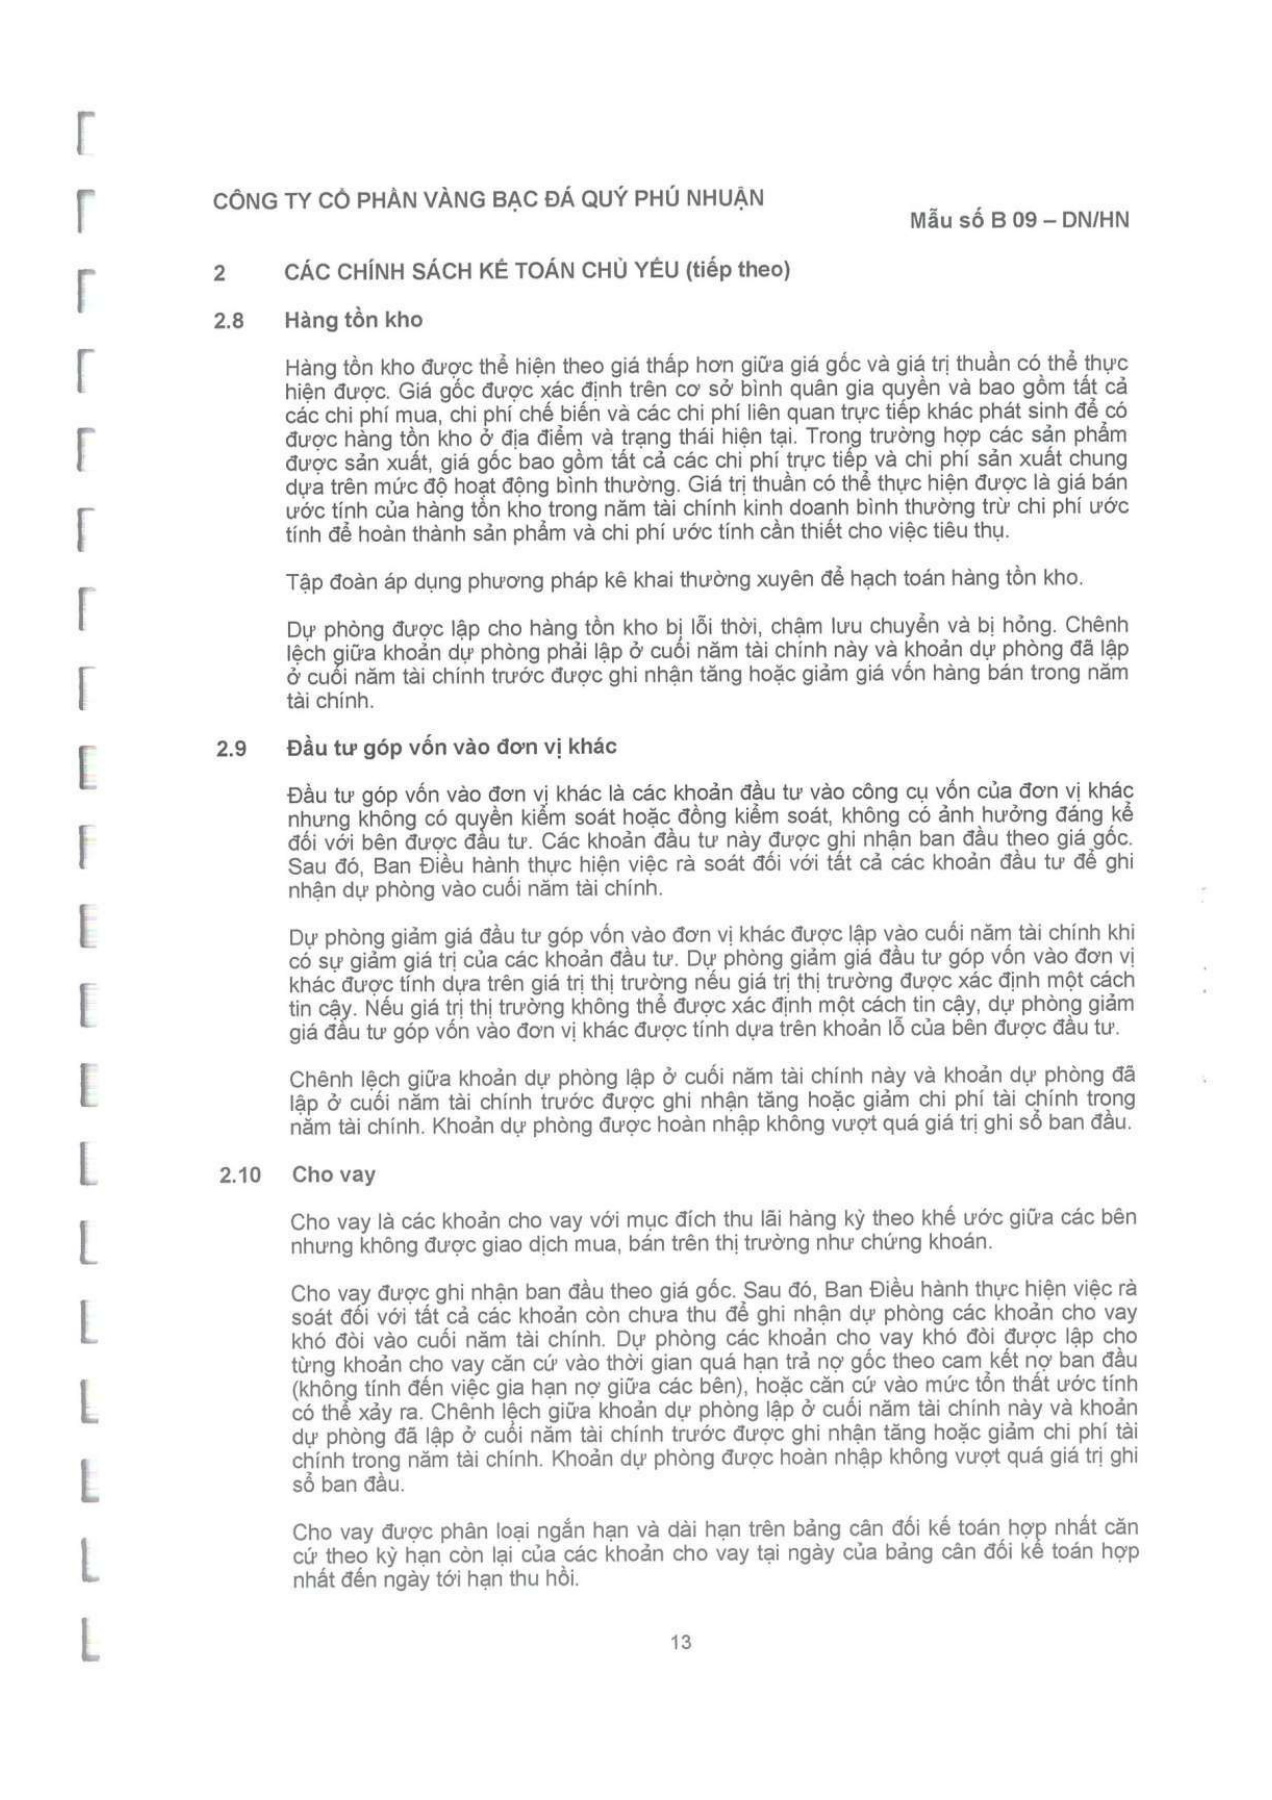 CÔNG TY CỔ PHẦN VÀNG BẠC ĐÁ QUÝ PHÚ NHUẬN
Mẫu số B 09 – DN/HN
2 CÁC CHÍNH SÁCH KẾ TOÁN CHỦ YẾU (tiếp theo)
2.8 Hàng tồn kho
Hàng tồn kho được thể hiện theo giá thấp hơn giữa giá gốc và giá trị thuần có thể thực
hiện được. Giá gốc được xác định trên cơ sở bình quân gia quyền và bao gồm tất cả
các chi phí mua, chi phí chế biến và các chi phí liên quan trực tiếp khác phát sinh để có
được hàng tồn kho ở địa điểm và trạng thái hiện tại. Trong trường hợp các sản phẩm
được sản xuất, giá gốc bao gồm tất cả các chi phí trực tiếp và chi phí sản xuất chung
dựa trên mức độ hoạt động bình thường. Giá trị thuần có thể thực hiện được là giá bán
ước tính của hàng tồn kho trong năm tài chính kinh doanh bình thường trừ chi phí ước
tính để hoàn thành sản phẩm và chi phí ước tính cần thiết cho việc tiêu thụ.
Tập đoàn áp dụng phương pháp kê khai thường xuyên để hạch toán hàng tồn kho.
Dự phòng được lập cho hàng tồn kho bị lỗi thời, chậm lưu chuyển và bị hỏng. Chênh
lệch giữa khoản dự phòng phải lập ở cuối năm tài chính này và khoản dự phòng đã lập
ở cuối năm tài chính trước được ghi nhận tăng hoặc giảm giá vốn hàng bán trong năm
tài chính.
2.9 Đầu tư góp vốn vào đơn vị khác
Đầu tư góp vốn vào đơn vị khác là các khoản đầu tư vào công cụ vốn của đơn vị khác
nhưng không có quyền kiểm soát hoặc đồng kiểm soát, không có ảnh hưởng đáng kể
đối với bên được đầu tư. Các khoản đầu tư này được ghi nhận ban đầu theo giá gốc.
Sau đó, Ban Điều hành thực hiện việc rà soát đối với tất cả các khoản đầu tư để ghi
nhận dự phòng vào cuối năm tài chính.
Dự phòng giảm giá đầu tư góp vốn vào đơn vị khác được lập vào cuối năm tài chính khi
có sự giảm giá trị của các khoản đầu tư. Dự phòng giảm giá đầu tư góp vốn vào đơn vị
khác được tính dựa trên giá trị thị trường nếu giá trị thị trường được xác định một cách
tin cậy. Nếu giá trị thị trường không thể được xác định một cách tin cậy, dự phòng giảm
giá đầu tư góp vốn vào đơn vị khác được tính dựa trên khoản lỗ của bên được đầu tư.
Chênh lệch giữa khoản dự phòng lập ở cuối năm tài chính này và khoản dự phòng đã
lập ở cuối năm tài chính trước được ghi nhận tăng hoặc giảm chi phí tài chính trong
năm tài chính. Khoản dự phòng được hoàn nhập không vượt quá giá trị ghi sổ ban đầu.
2.10 Cho vay
Cho vay là các khoản cho vay với mục đích thu lãi hàng kỳ theo khế ước giữa các bên
nhưng không được giao dịch mua, bán trên thị trường như chứng khoán.
Cho vay được ghi nhận ban đầu theo giá gốc. Sau đó, Ban Điều hành thực hiện việc rà
soát đối với tất cả các khoản còn chưa thu để ghi nhận dự phòng các khoản cho vay
khó đòi vào cuối năm tài chính. Dự phòng các khoản cho vay khó đòi được lập cho
từng khoản cho vay căn cứ vào thời gian quá hạn trả nợ gốc theo cam kết nợ ban đầu
(không tính đến việc gia hạn nợ giữa các bên), hoặc căn cứ vào mức tổn thất ước tính
có thể xảy ra. Chênh lệch giữa khoản dự phòng lập ở cuối năm tài chính này và khoản
dự phòng đã lập ở cuối năm tài chính trước được ghi nhận tăng hoặc giảm chi phí tài
chính trong năm tài chính. Khoản dự phòng được hoàn nhập không vượt quá giá trị ghi
sổ ban đầu.
Cho vay được phân loại ngắn hạn và dài hạn trên bảng cân đối kế toán hợp nhất căn
cứ theo kỳ hạn còn lại của các khoản cho vay tại ngày của bảng cân đối kế toán hợp
nhất đến ngày tới hạn thu hồi.
13